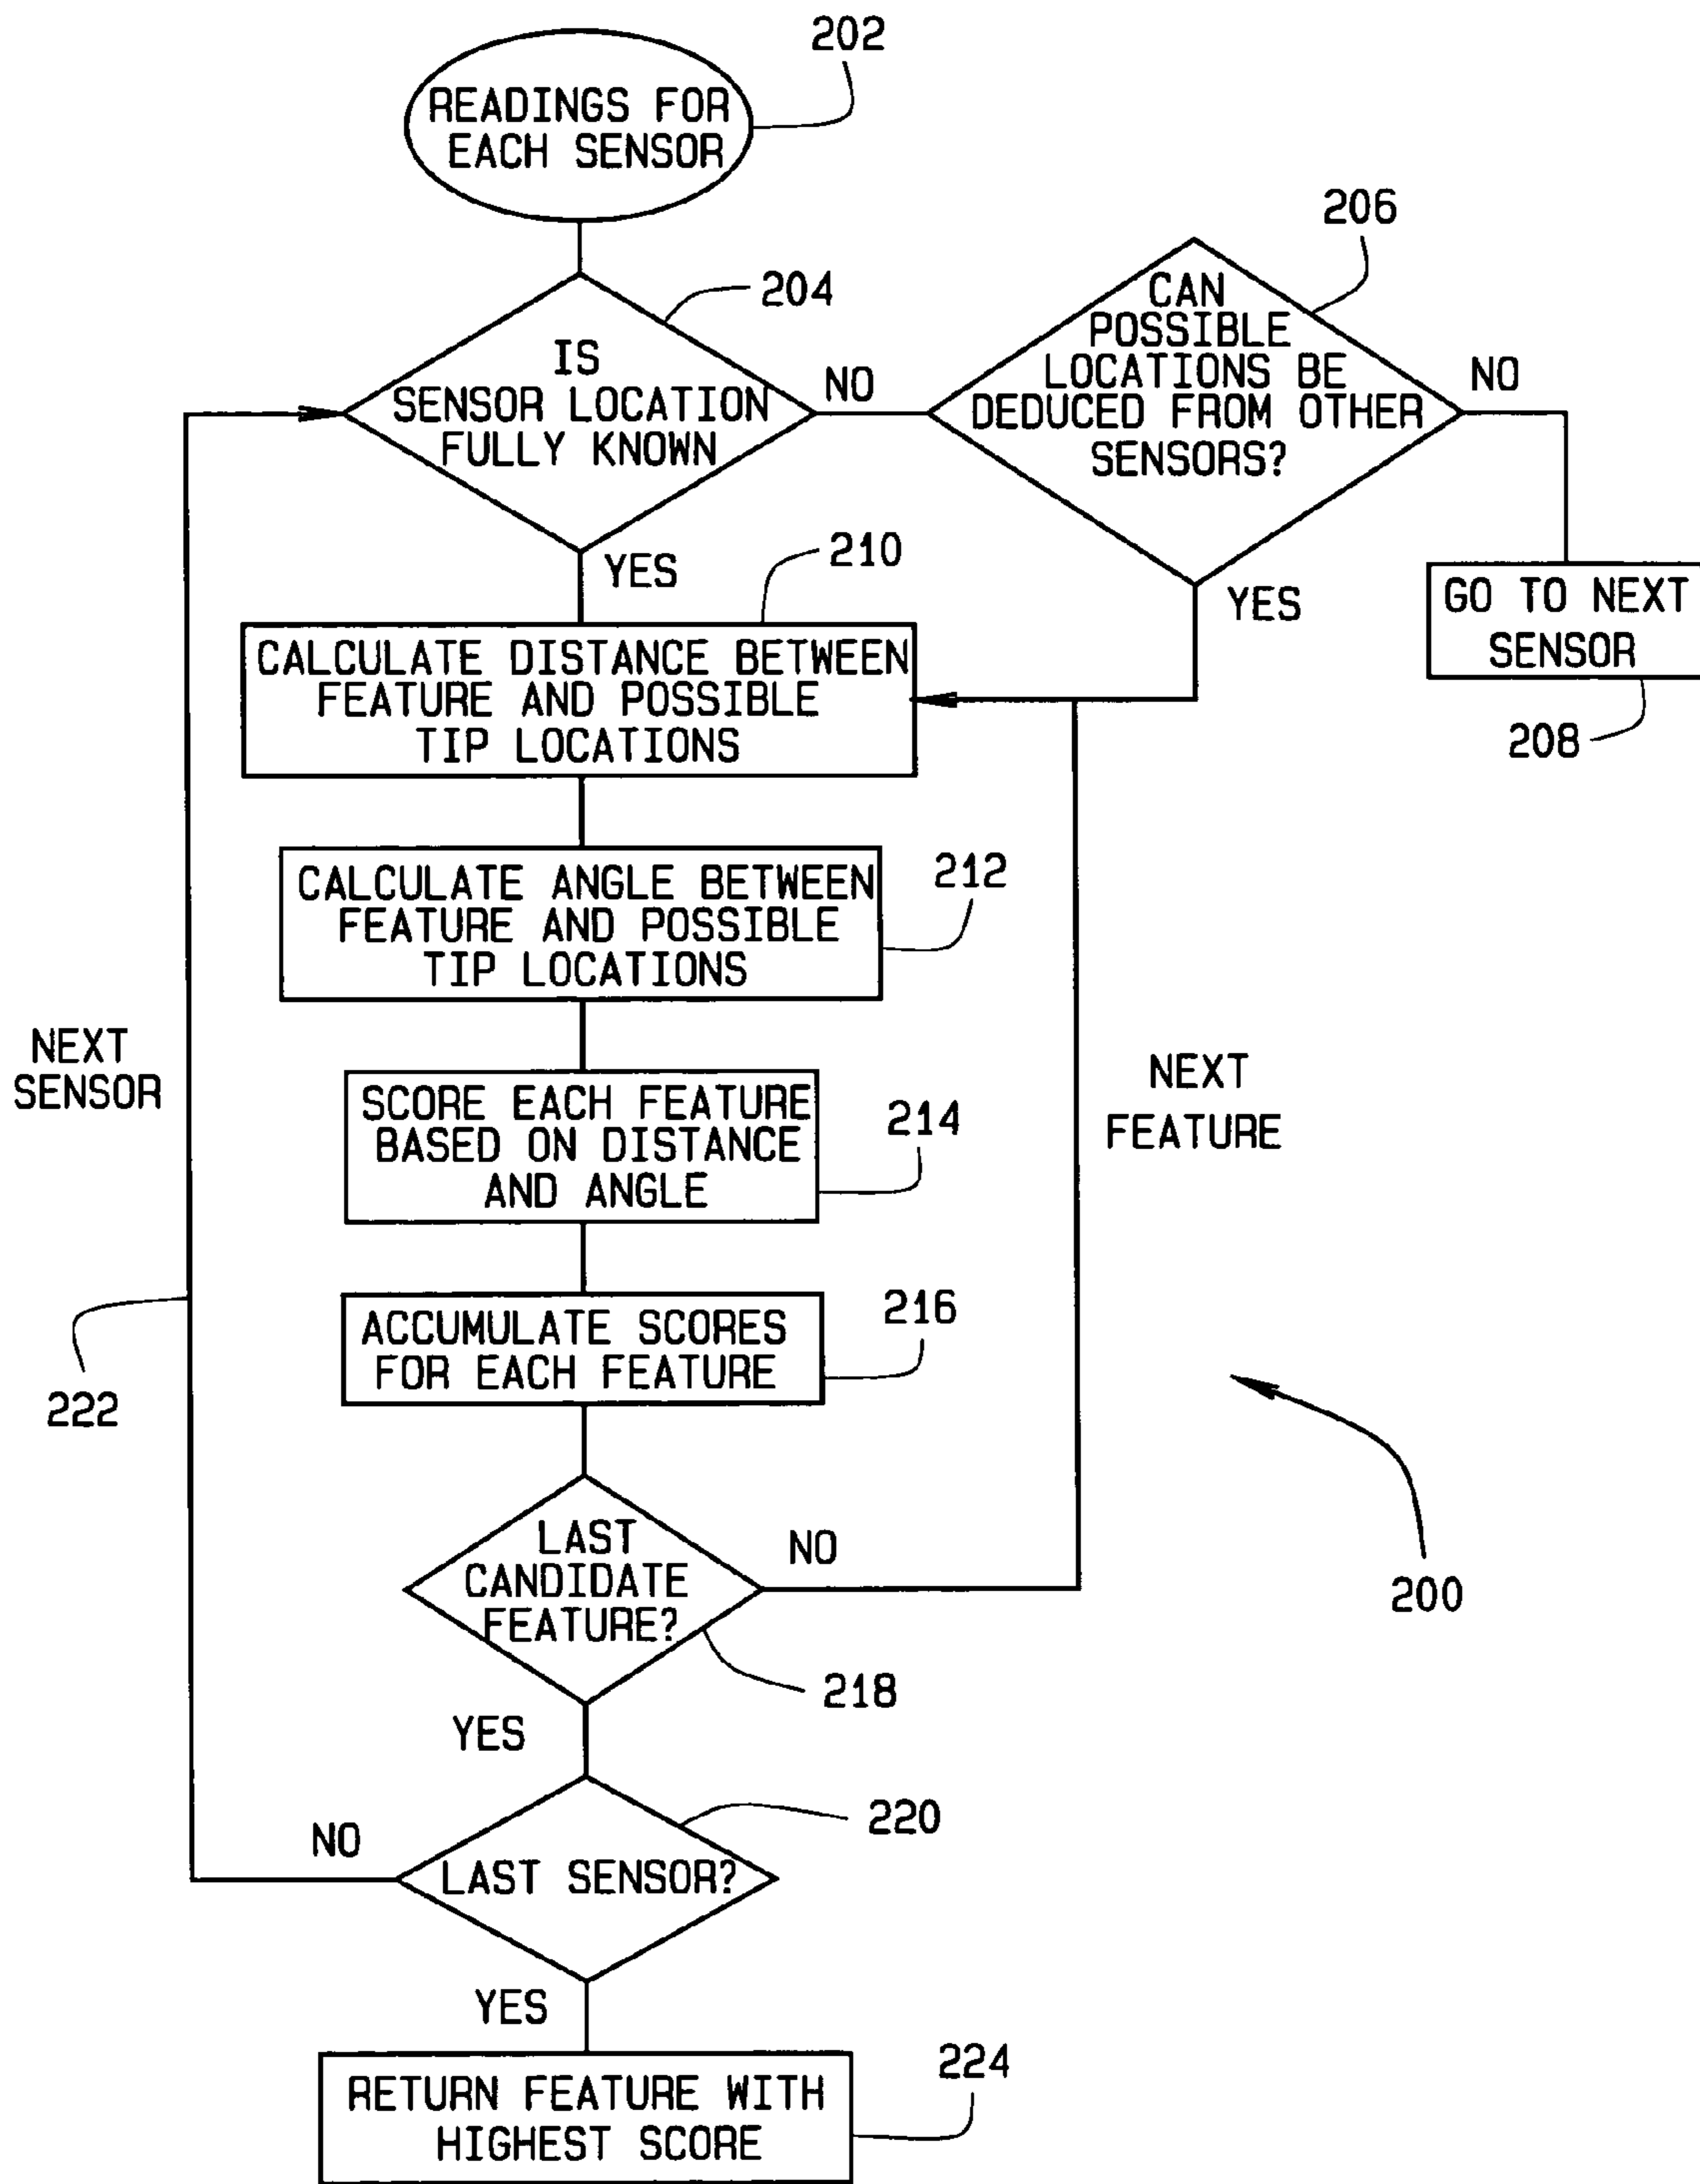 202
READINGS FOR
EACH SENSOR
206
204
CAN
POSSIBLE
LOCATIONS BE
DEDUCED FROM OTHER
SENSORS?
IS
SENSOR LOCATION
FULLY KNOWN
NO
NO
YES
210
YES
GO TO NEXT
SENSOR
208
CALCULATE DISTANCE BETWEEN
FEATURE AND POSSIBLE
TIP LOCATIONS
CALCULATE ANGLE BETWEEN
FEATURE AND POSSIBLE
TIP LOCATIONS
212
NEXT
SENSOR
NEXT
FEATURE
SCORE EACH FEATURE
BASED ON DISTANCE
AND ANGLE
214
ACCUMULATE SCORES
FOR EACH FEATURE
216
222
200
LAST
CANDIDATE
FEATURE?
NO
218
YES
220
NO
LAST SENSOR?
YES
224
RETURN FEATURE WITH
HIGHEST SCORE